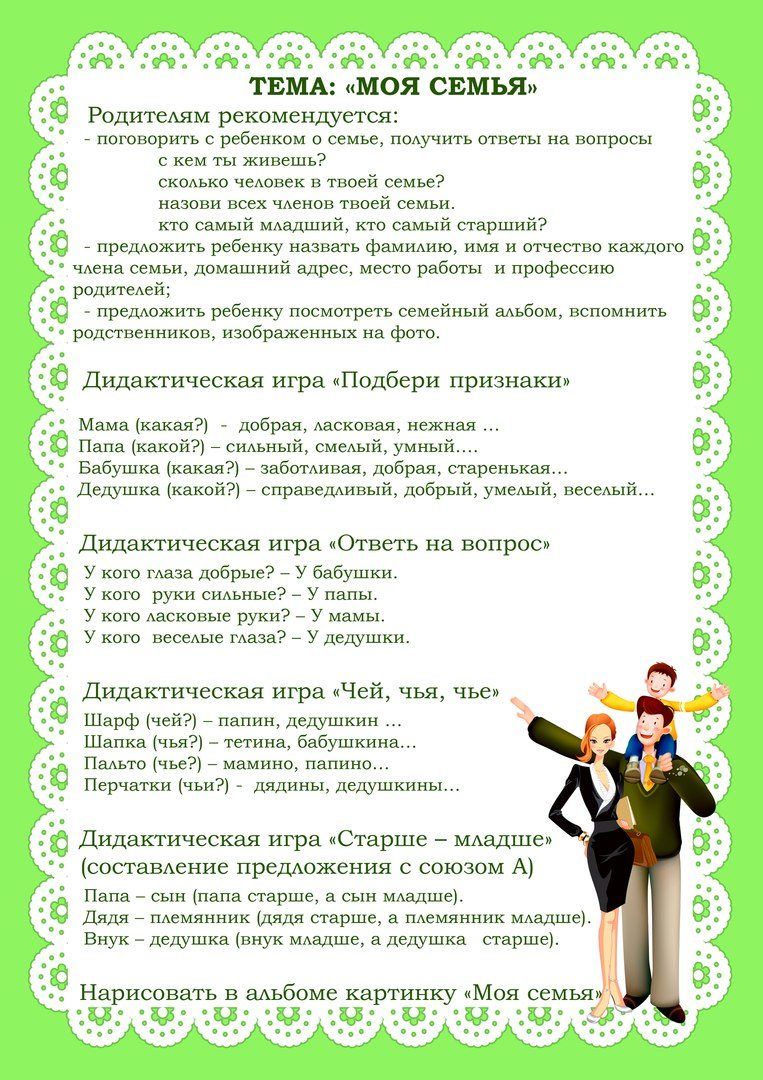 ТЕМА: «МОЯ СЕМЬЯ»
Родителям рекомендуется:
- поговорить с ребенком о семье, получить ответы на вопросы
с кем ты живешь?
сколько человек в твоей семье?
назови всех членов твоей семьи.
кто самый младший, кто самый старший?
- предложить ребенку назвать фамилию, имя и отчество каждого
члена семьи, домашний адрес, место работы и профессию
родителей;
- предложить ребенку посмотреть семейный альбом, вспомнить
родственников, изображенных на фото.
Дидактическая игра «Подбери признаки»
Мама (какая?) - добрая, ласковая, нежная …
Папа (какой?) – сильный, смелый, умный….
Бабушка (какая?) – заботливая, добрая, старенькая…
Дедушка (какой?) – справедливый, добрый, умелый, веселый…
Дидактическая игра «Ответь на вопрос»
У кого глаза добрые? – У бабушки.
У кого руки сильные? – У папы.
У кого ласковые руки? – У мамы.
У кого веселые глаза? – У дедушки.
Дидактическая игра «Чей, чья, чье»
Шарф (чей?) – папин, дедушкин …
Шапка (чья?) – тетина, бабушкина…
Пальто (чье?) – мамино, папино…
Перчатки (чьи?) - дядины, дедушкины…
Дидактическая игра «Старше – младше»
(составление предложения с союзом А)
Папа – сын (папа старше, а сын младше).
Дядя – племянник (дядя старше, а племянник младше).
Внук – дедушка (внук младше, а дедушка старше).
Нарисовать в альбоме картинку «Моя семья»